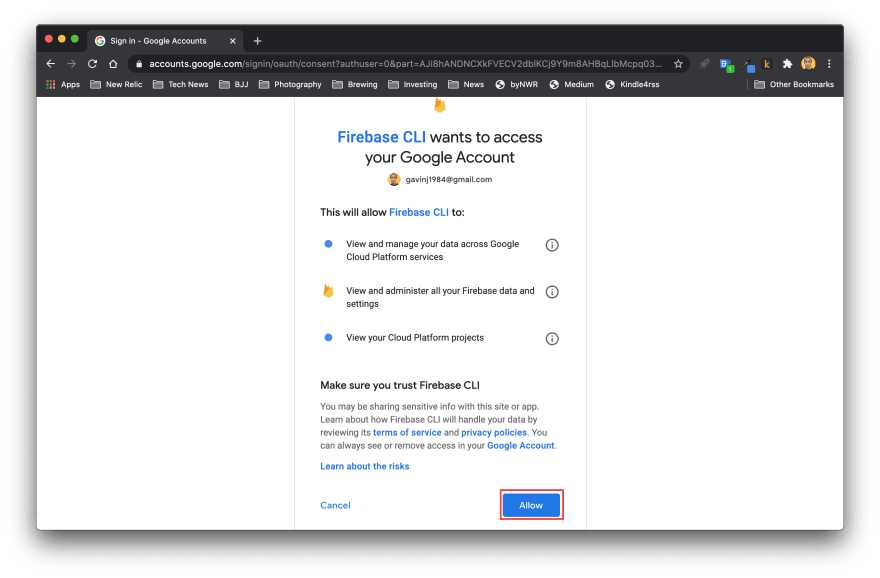 Sign in - Google Accounts
accounts.google.com/signin/oauth/consent?authuser=0&part=AJi8hANDNCXkFVECV2dbIKCj9Y9m8AHBqLIbMcpq03...
Apps New Relic Tech News BJJ Photography Brewing Investing News byNWR Medium Kindle4rss Other Bookmarks
Firebase CLI wants to access
your Google Account
gavinj1984@gmail.com
This will allow Firebase CLI to:
View and manage your data across Google
Cloud Platform services
View and administer all your Firebase data and
settings
View your Cloud Platform projects
Make sure you trust Firebase CLI
You may be sharing sensitive info with this site or app.
Learn about how Firebase CLI will handle your data by
reviewing its terms of service and privacy policies. You
can always see or remove access in your Google Account.
Learn about the risks
Cancel Allow